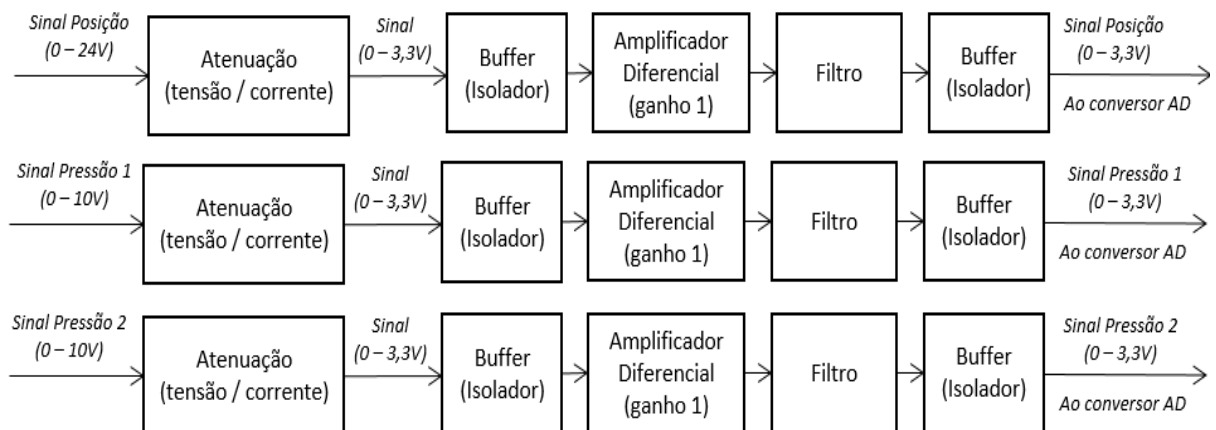 Sinal Posição
(0 – 24V)
Atenuação
(tensão / corrente)
Sinal
(0 – 3,3V)
Buffer
(Isolador)
Amplificador
Diferencial
(ganho 1)
Filtro
Buffer
(Isolador)
Sinal Posição
(0 – 3,3V)
Ao conversor AD
Sinal Pressão 1
(0 – 10V)
Atenuação
(tensão / corrente)
Sinal
(0 – 3,3V)
Buffer
(Isolador)
Amplificador
Diferencial
(ganho 1)
Filtro
Buffer
(Isolador)
Sinal Pressão 1
(0 – 3,3V)
Ao conversor AD
Sinal Pressão 2
(0 – 10V)
Atenuação
(tensão / corrente)
Sinal
(0 – 3,3V)
Buffer
(Isolador)
Amplificador
Diferencial
(ganho 1)
Filtro
Buffer
(Isolador)
Sinal Pressão 2
(0 – 3,3V)
Ao conversor AD